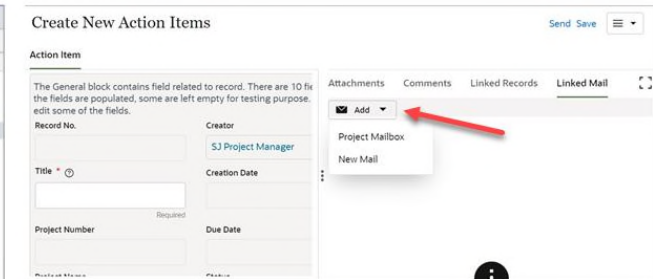 Create New Action Items
Send Save
Action Item
The General block contains field related to record. There are 10 fie
the fields are populated, some are left empty for testing purpose.
edit some of the fields.
Record No.
Creator
SJ Project Manager
Title *
Creation Date
Required
Project Number
Due Date
Project Name
Status
Attachments Comments Linked Records Linked Mail
Add
Project Mailbox
New Mail